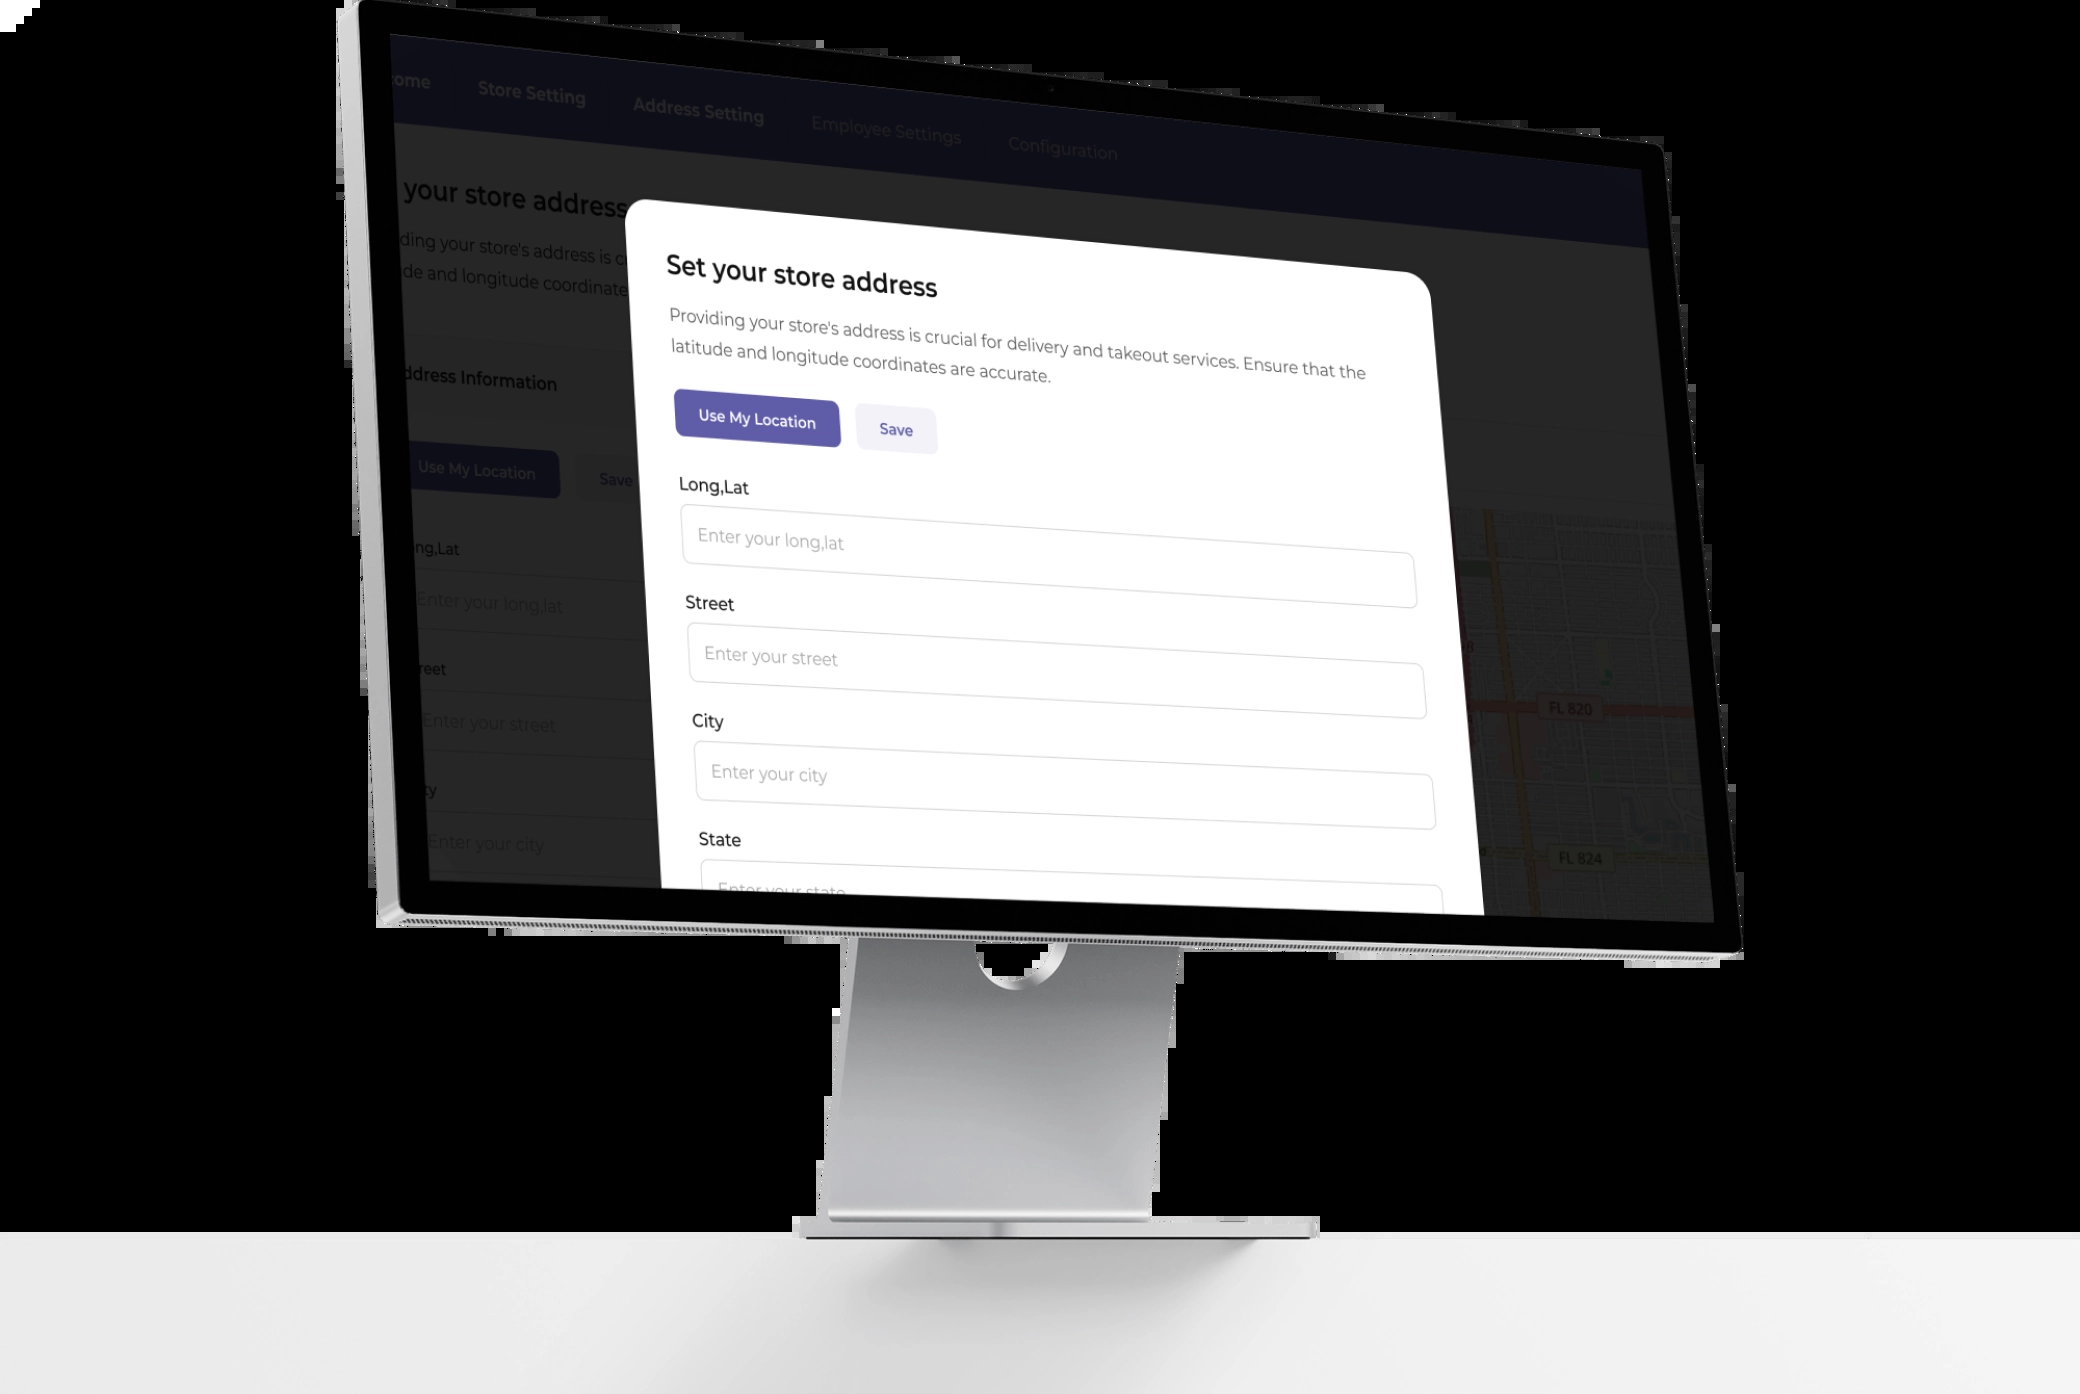 ome
Store Setting
Address Setting
Employee Settings
Configuration
your store address
ding your store's address is c
de and longitude coordinate
ddress Information
Use My Location
Save
ng,Lat
Enter your long,lat
reet
Enter your street
ty
Enter your city
Set your store address
Providing your store's address is crucial for delivery and takeout services. Ensure that the
latitude and longitude coordinates are accurate.
Use My Location
Save
Long,Lat
Enter your long,lat
Street
Enter your street
City
Enter your city
State
Enter your state
FL 820
FL 824